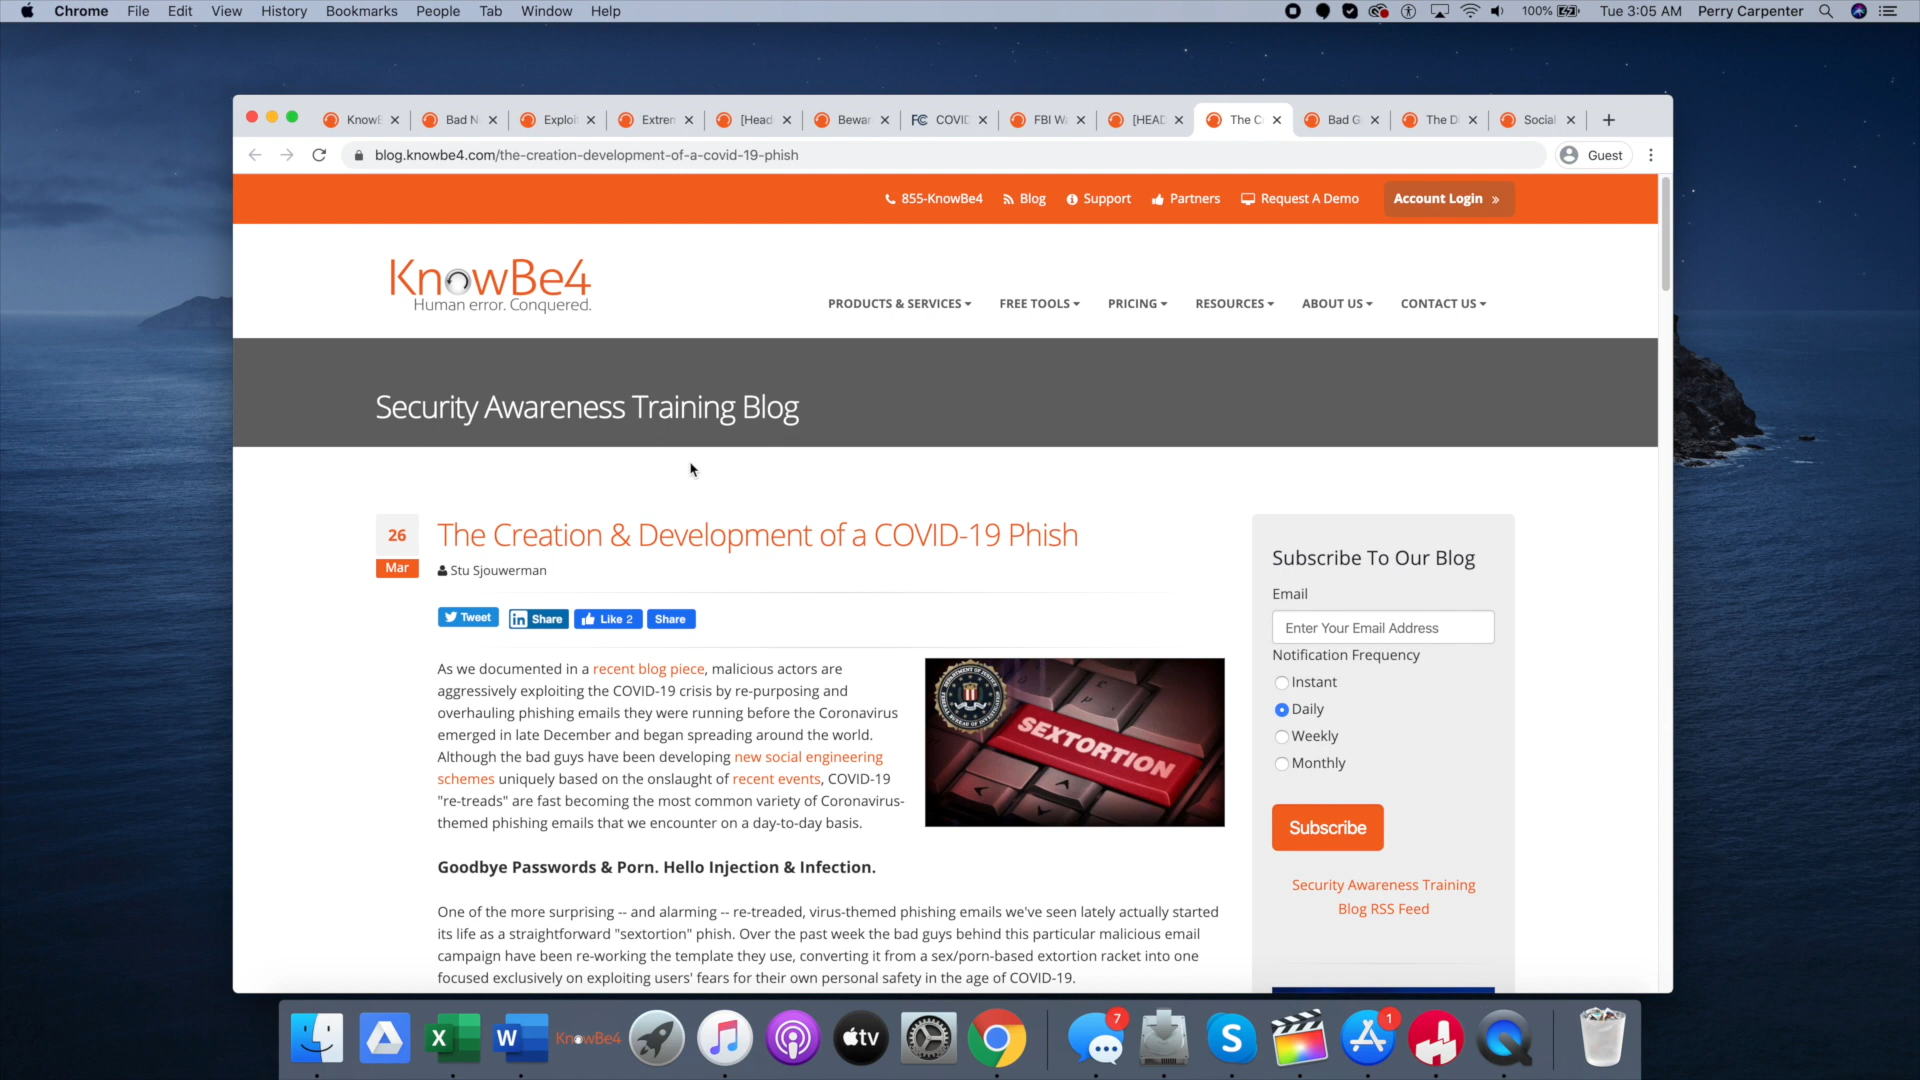 Chrome File Edit View History Bookmarks People Tab Window Help
100% Tue 3:05 AM Perry Carpenter
KnowE Bad N Exploi Extren [Head Bewar COVID FBI W [HEAD The C Bad G The D Social
blog.knowbe4.com/the-creation-development-of-a-covid-19-phish
Guest
855-KnowBe4 Blog Support Partners Request A Demo Account Login »
KnowBe4
Human error. Conquered.
PRODUCTS & SERVICES FREE TOOLS PRICING RESOURCES ABOUT US CONTACT US
Security Awareness Training Blog
26
Mar
The Creation & Development of a COVID-19 Phish
Stu Sjouwerman
Tweet in Share Like 2 Share
As we documented in a recent blog piece, malicious actors are
aggressively exploiting the COVID-19 crisis by re-purposing and
overhauling phishing emails they were running before the Coronavirus
emerged in late December and began spreading around the world.
Although the bad guys have been developing new social engineering
schemes uniquely based on the onslaught of recent events, COVID-19
"re-treads" are fast becoming the most common variety of Coronavirus-
themed phishing emails that we encounter on a day-to-day basis.
SEXTORTION
Goodbye Passwords & Porn. Hello Injection & Infection.
One of the more surprising -- and alarming -- re-treaded, virus-themed phishing emails we've seen lately actually started
its life as a straightforward "sextortion" phish. Over the past week the bad guys behind this particular malicious email
campaign have been re-working the template they use, converting it from a sex/porn-based extortion racket into one
focused exclusively on exploiting users' fears for their own personal safety in the age of COVID-19.
Subscribe To Our Blog
Email
Enter Your Email Address
Notification Frequency
Instant
Daily
Weekly
Monthly
Subscribe
Security Awareness Training
Blog RSS Feed
X W KnowBe4 tv 7 S 1